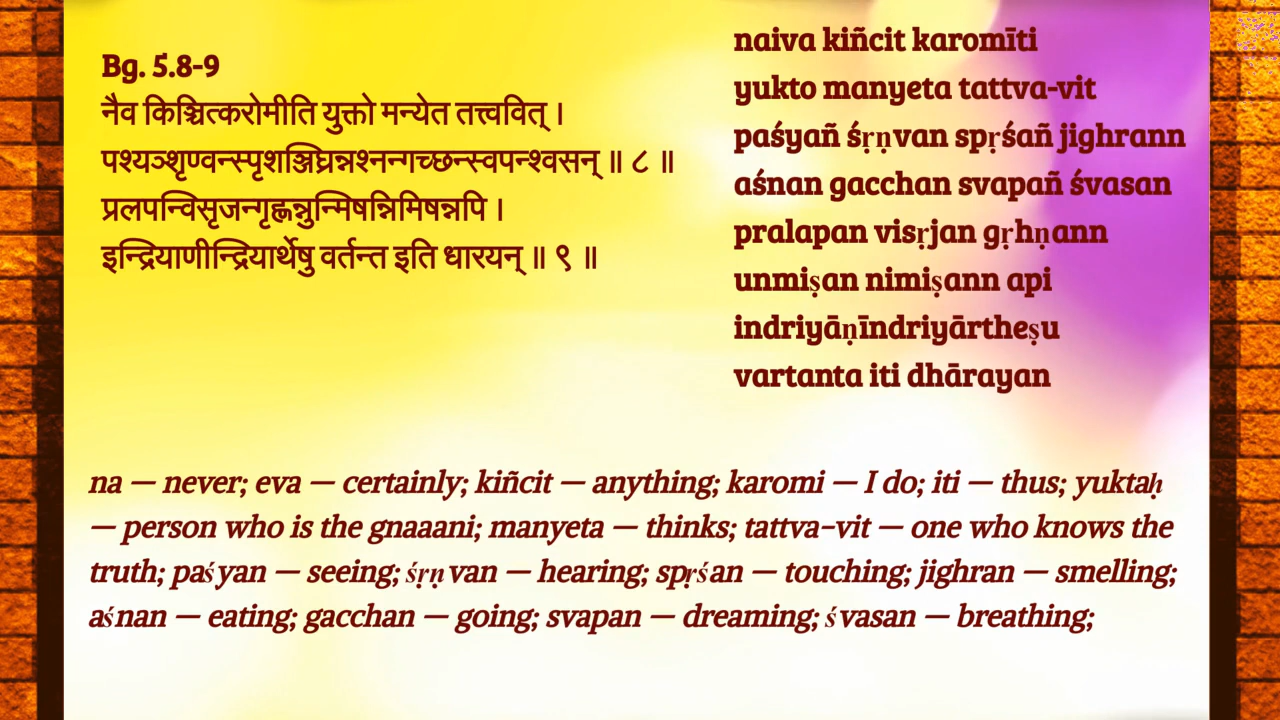 Bg. 5.8-9
नैव किञ्चित्करोमीति युक्तो मन्येत तत्त्ववित् ।
पश्यञ्शृण्वन्स्पृशञ्जिघ्रन्नश्नन्गच्छन्स्वपन्श्वसन् ॥ ८ ॥
प्रलपन्विसृजन्गृह्णन्नुन्मिषन्निमिषन्नपि ।
इन्द्रियाणीन्द्रियार्थेषु वर्तन्त इति धारयन् ॥ ९ ॥
naiva kiñcit karomīti
yukto manyeta tattva-vit
paśyañ śṛṇvan spṛśañ jighrann
aśnan gacchan svapañ śvasan
pralapan visṛjan gṛhṇann
unmiṣan nimiṣann api
indriyāṇīndriyārtheṣu
vartanta iti dhārayan
na — never; eva — certainly; kiñcit — anything; karomi — I do; iti — thus; yuktaḥ
— person who is the gnaaani; manyeta — thinks; tattva-vit — one who knows the
truth; paśyan — seeing; śṛṇvan — hearing; spṛśan — touching; jighran — smelling;
aśnan — eating; gacchan — going; svapan — dreaming; śvasan — breathing;